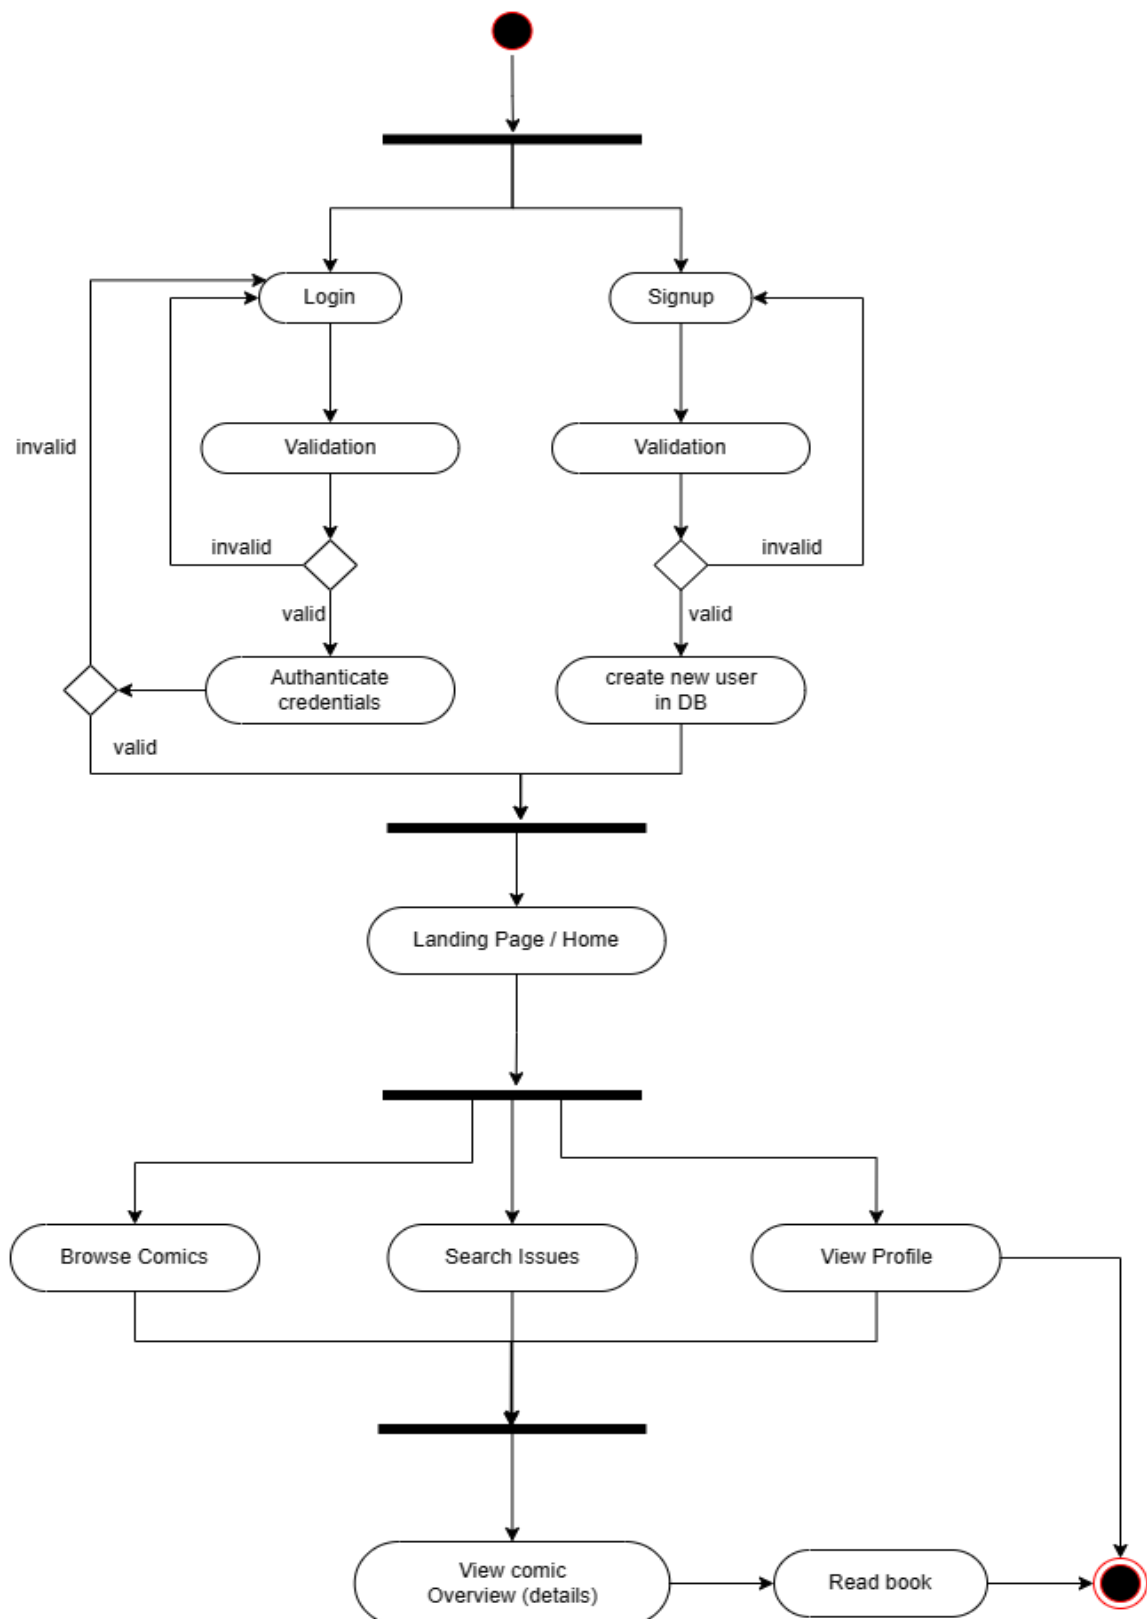 Login
Signup
invalid
Validation
Validation
invalid
invalid
valid
valid
Authanticate
credentials
create new user
in DB
valid
Landing Page / Home
Browse Comics
Search Issues
View Profile
View comic
Overview (details)
Read book